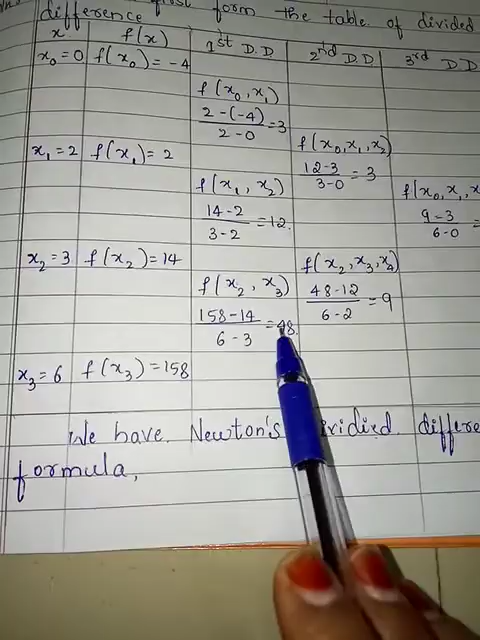 first form the table of divided
difference
x f(x) 1st D.D 2nd D.D 3rd D.D
x₀=0 f(x₀)=-4
f(x₀,x₁)
2-(-4)/2-0 =3
f(x₀,x₁,x₂)
x₁=2 f(x₁)=2
12-3/3-0 =3
f(x₁,x₂)
f(x₀,x₁,x
14-2/3-2 =12.
9-3/6-0 =
x₂=3 f(x₂)=14
f(x₂,x₃,x₄)
f(x₂,x₃)
48-12/6-2 =9
158-14/6-3 =48.
x₃=6 f(x₃)=158
We have Newton's differe
formula,